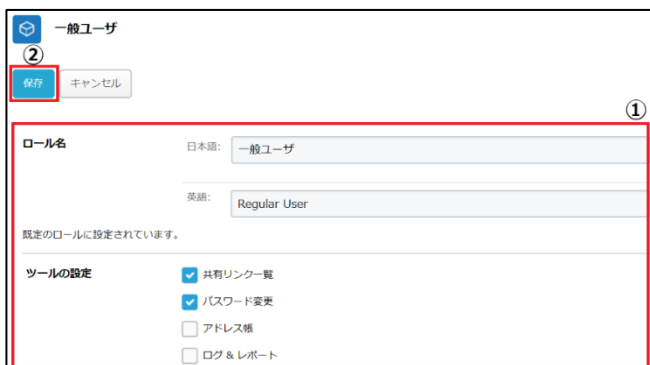 一般ユーザ
②
保存 キャンセル
①
ロール名 日本語: 一般ユーザ
英語: Regular User
既定のロールに設定されています。
ツールの設定 共有リンク一覧
パスワード変更
アドレス帳
ログ & レポート